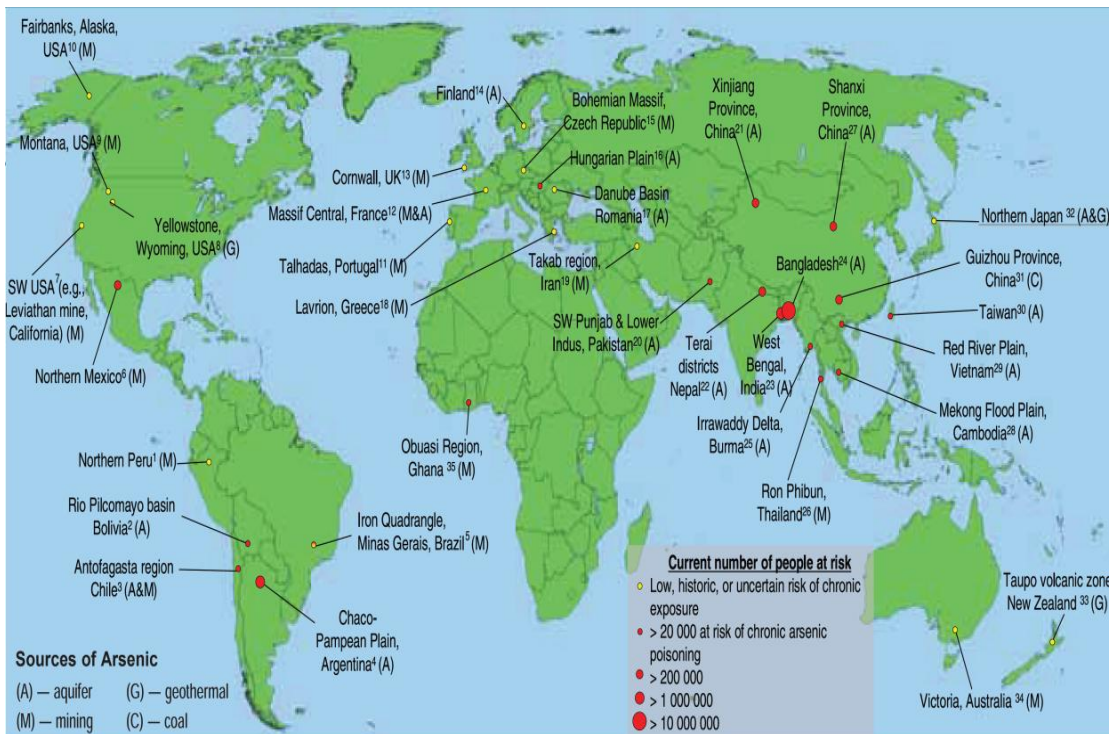 Fairbanks, Alaska,
USA¹⁰ (M)
Montana, USA⁹ (M)
Yellowstone,
Wyoming, USA⁸ (G)
SW USA⁷ (e.g.,
Leviathan mine,
California) (M)
Northern Mexico⁶ (M)
Northern Peru¹ (M)
Rio Pilcomayo basin
Bolivia² (A)
Antofagasta region
Chile³ (A&M)
Chaco-
Pampean Plain,
Argentina⁴ (A)
Iron Quadrangle,
Minas Gerais, Brazil⁵ (M)
Finland¹⁴ (A)
Bohemian Massif,
Czech Republic¹⁵ (M)
Cornwall, UK¹³ (M)
Hungarian Plain¹⁶ (A)
Massif Central, France¹² (M&A)
Danube Basin
Romania¹⁷ (A)
Talhadas, Portugal¹¹ (M)
Lavrion, Greece¹⁸ (M)
Takab region,
Iran¹⁹ (M)
SW Punjab & Lower
Indus, Pakistan²⁰ (A)
Obuasi Region,
Ghana ³⁵ (M)
Xinjiang
Province,
China²¹ (A)
Shanxi
Province,
China²⁷ (A)
Northern Japan ³² (A&G)
Bangladesh²⁴ (A)
Guizhou Province,
China³¹ (C)
Taiwan³⁰ (A)
Terai
districts
Nepal²² (A)
West
Bengal,
India²³ (A)
Red River Plain,
Vietnam²⁹ (A)
Irrawaddy Delta,
Burma²⁵ (A)
Mekong Flood Plain,
Cambodia²⁸ (A)
Ron Phibun,
Thailand²⁶ (M)
Taupo volcanic zone
New Zealand ³³ (G)
Victoria, Australia ³⁴ (M)
Current number of people at risk
Low, historic, or uncertain risk of chronic
exposure
> 20 000 at risk of chronic arsenic
poisoning
> 200 000
> 1 000 000
> 10 000 000
Sources of Arsenic
(A) — aquifer (G) — geothermal
(M) — mining (C) — coal